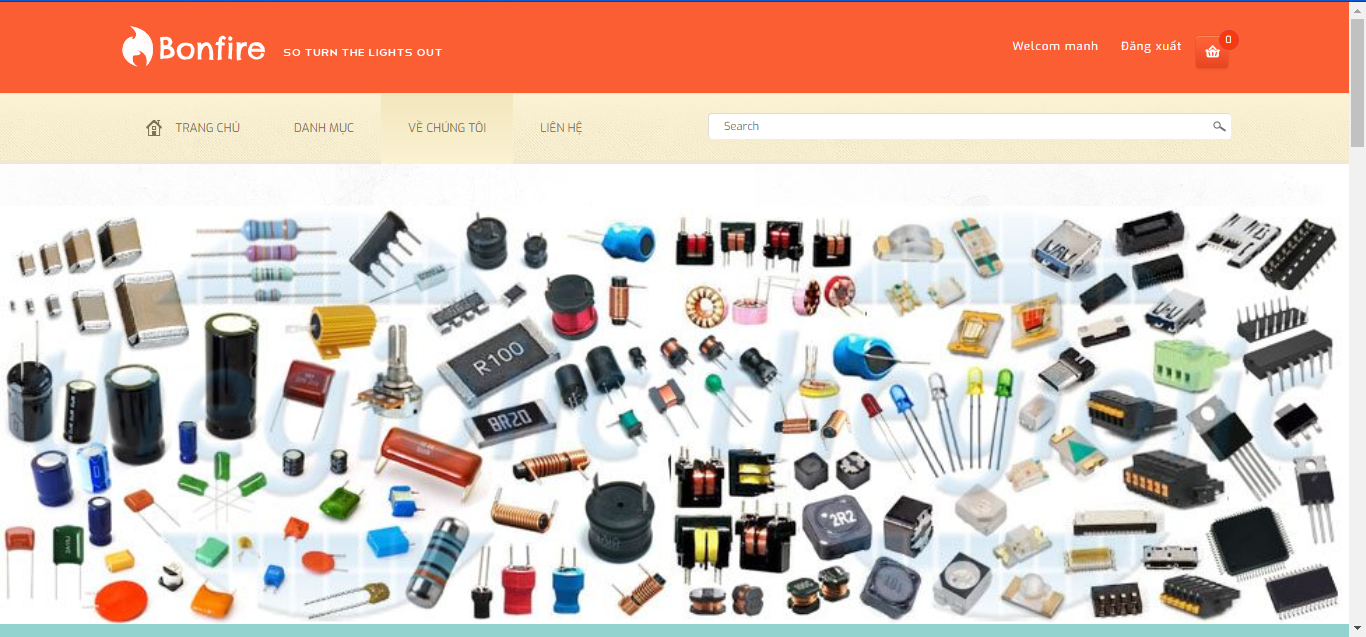 Bonfire SO TURN THE LIGHTS OUT
Welcom manh Đăng xuất 0
TRANG CHỦ DANH MỤC VỀ CHÚNG TÔI LIÊN HỆ Search
R100
BR20
2R2